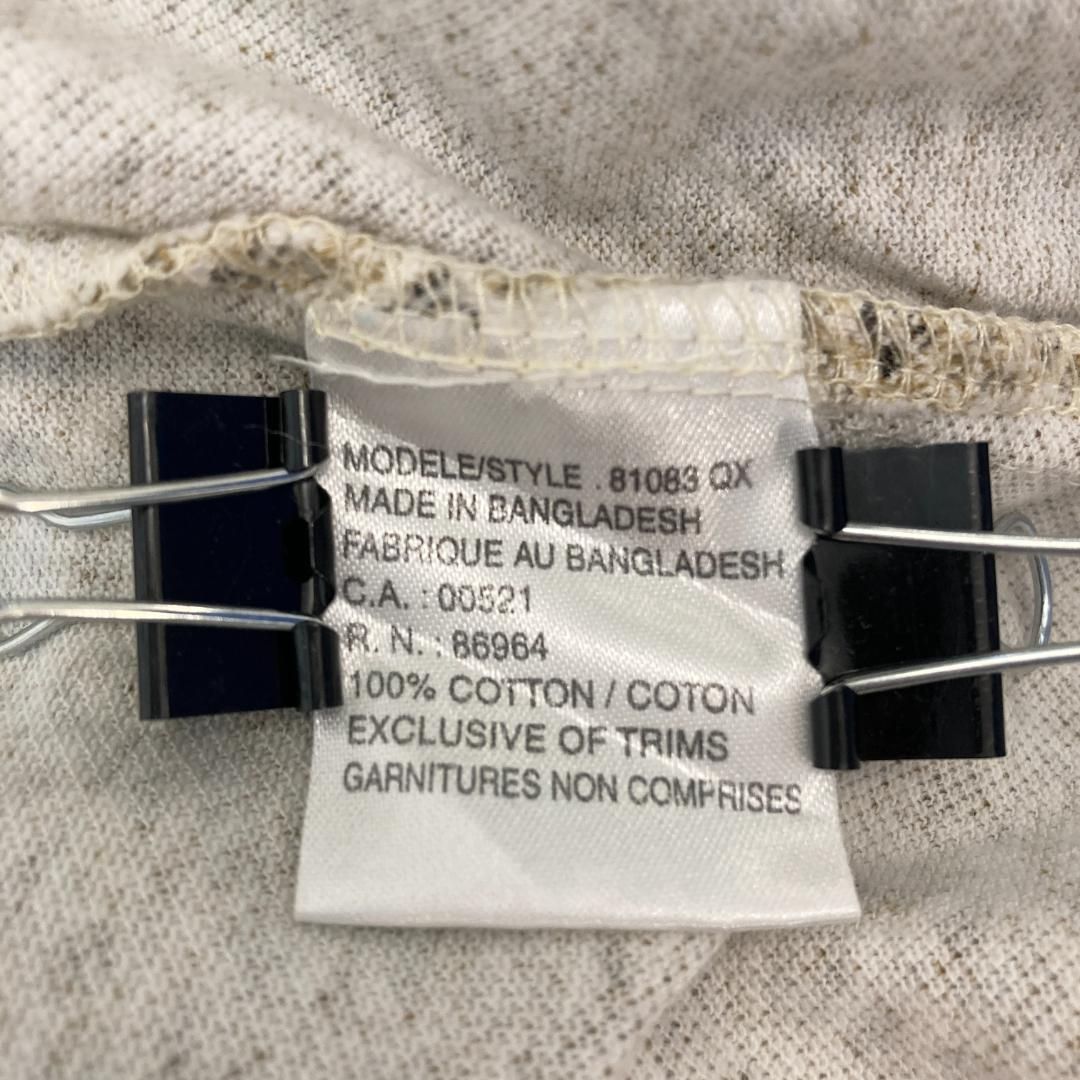 MODELE/STYLE . 81083 QX
MADE IN BANGLADESH
FABRIQUE AU BANGLADESH
C.A. : 00521
R. N. : 86964
100% COTTON / COTON
EXCLUSIVE OF TRIMS
GARNITURES NON COMPRISES